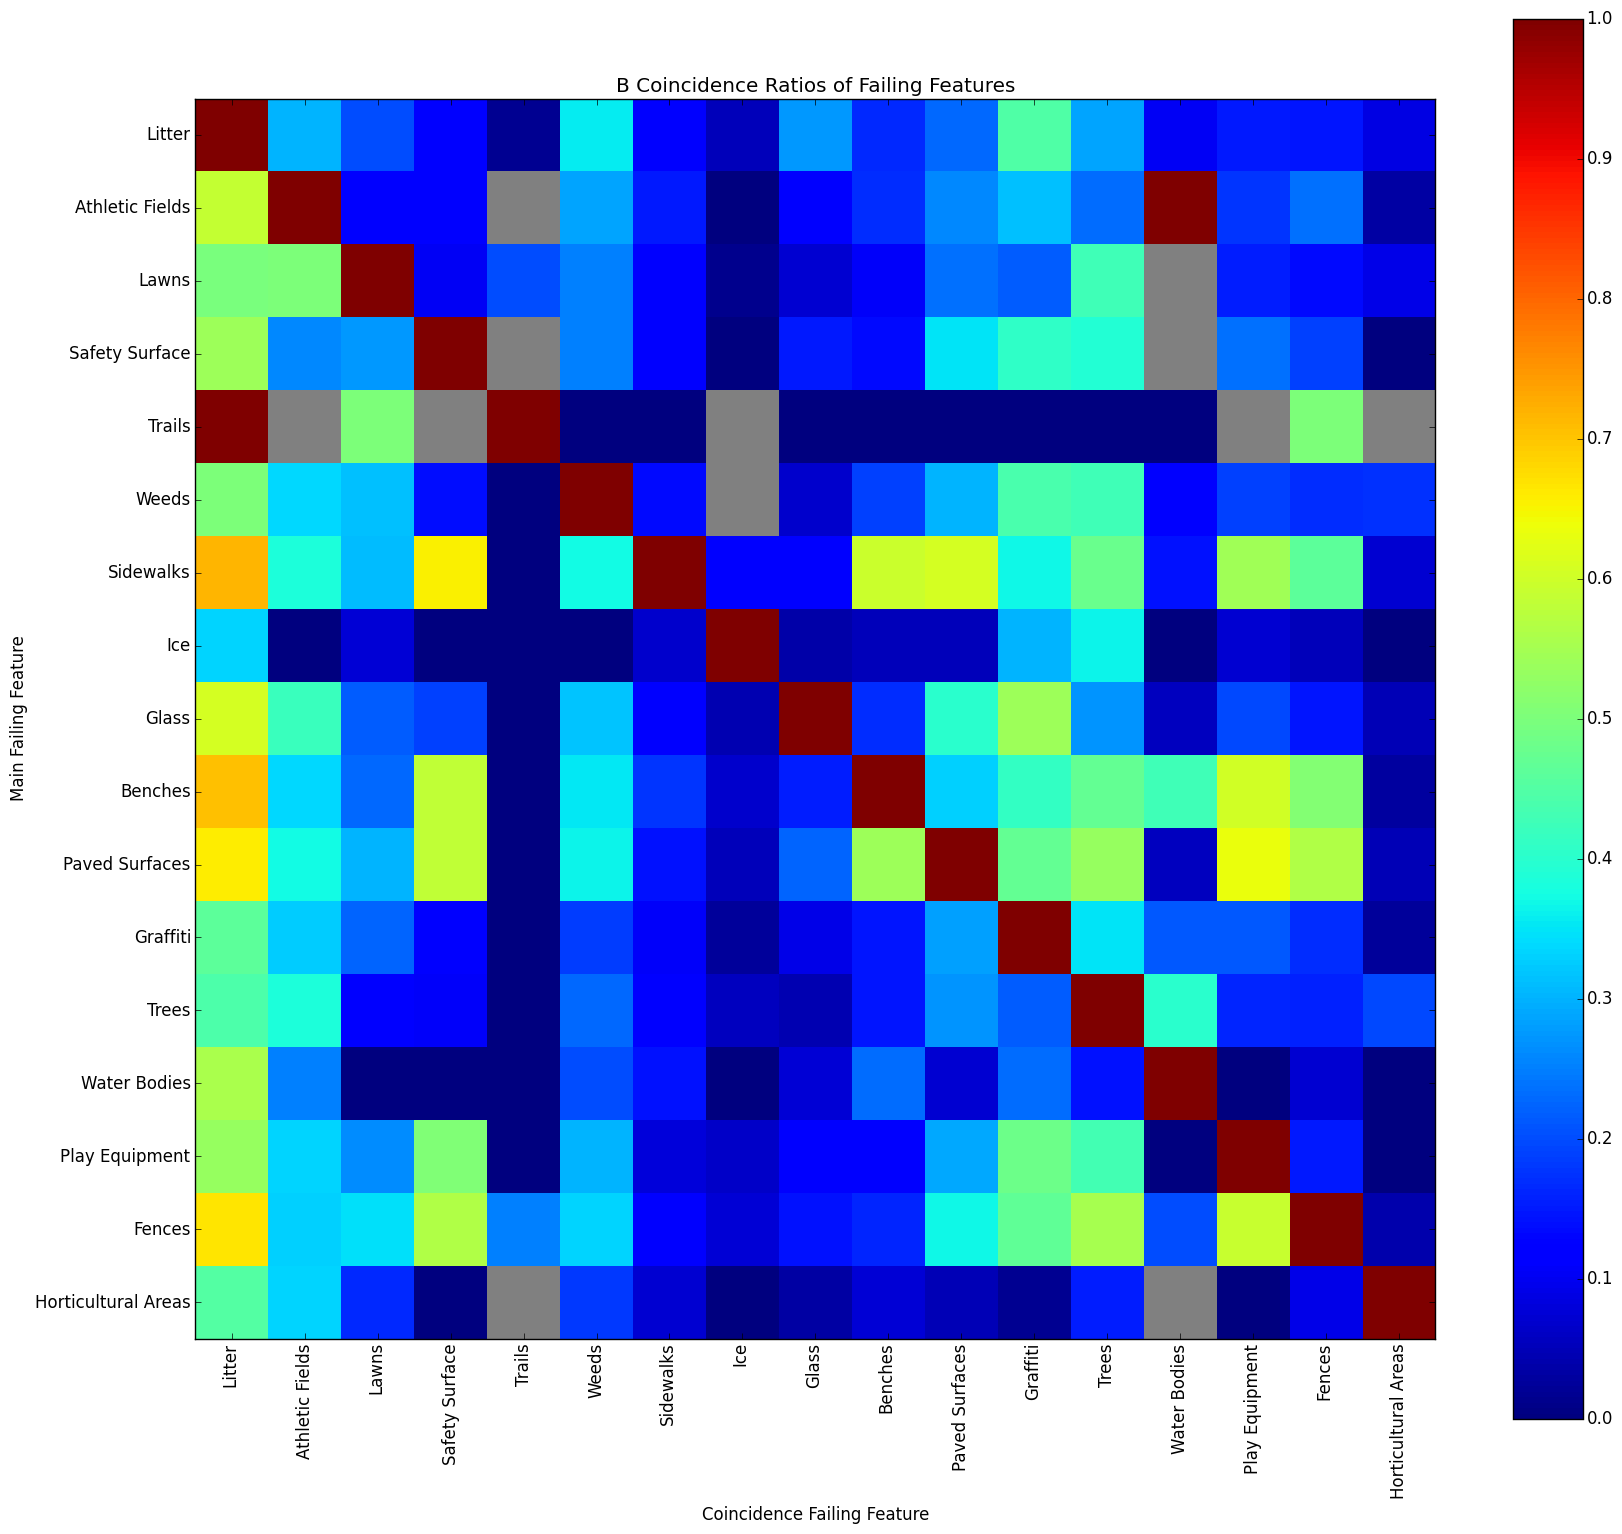 B Coincidence Ratios of Failing Features
Main Failing Feature
Litter
Athletic Fields
Lawns
Safety Surface
Trails
Weeds
Sidewalks
Ice
Glass
Benches
Paved Surfaces
Graffiti
Trees
Water Bodies
Play Equipment
Fences
Horticultural Areas
Litter
Athletic Fields
Lawns
Safety Surface
Trails
Weeds
Sidewalks
Ice
Glass
Benches
Paved Surfaces
Graffiti
Trees
Water Bodies
Play Equipment
Fences
Horticultural Areas
Coincidence Failing Feature
1.0
0.9
0.8
0.7
0.6
0.5
0.4
0.3
0.2
0.1
0.0